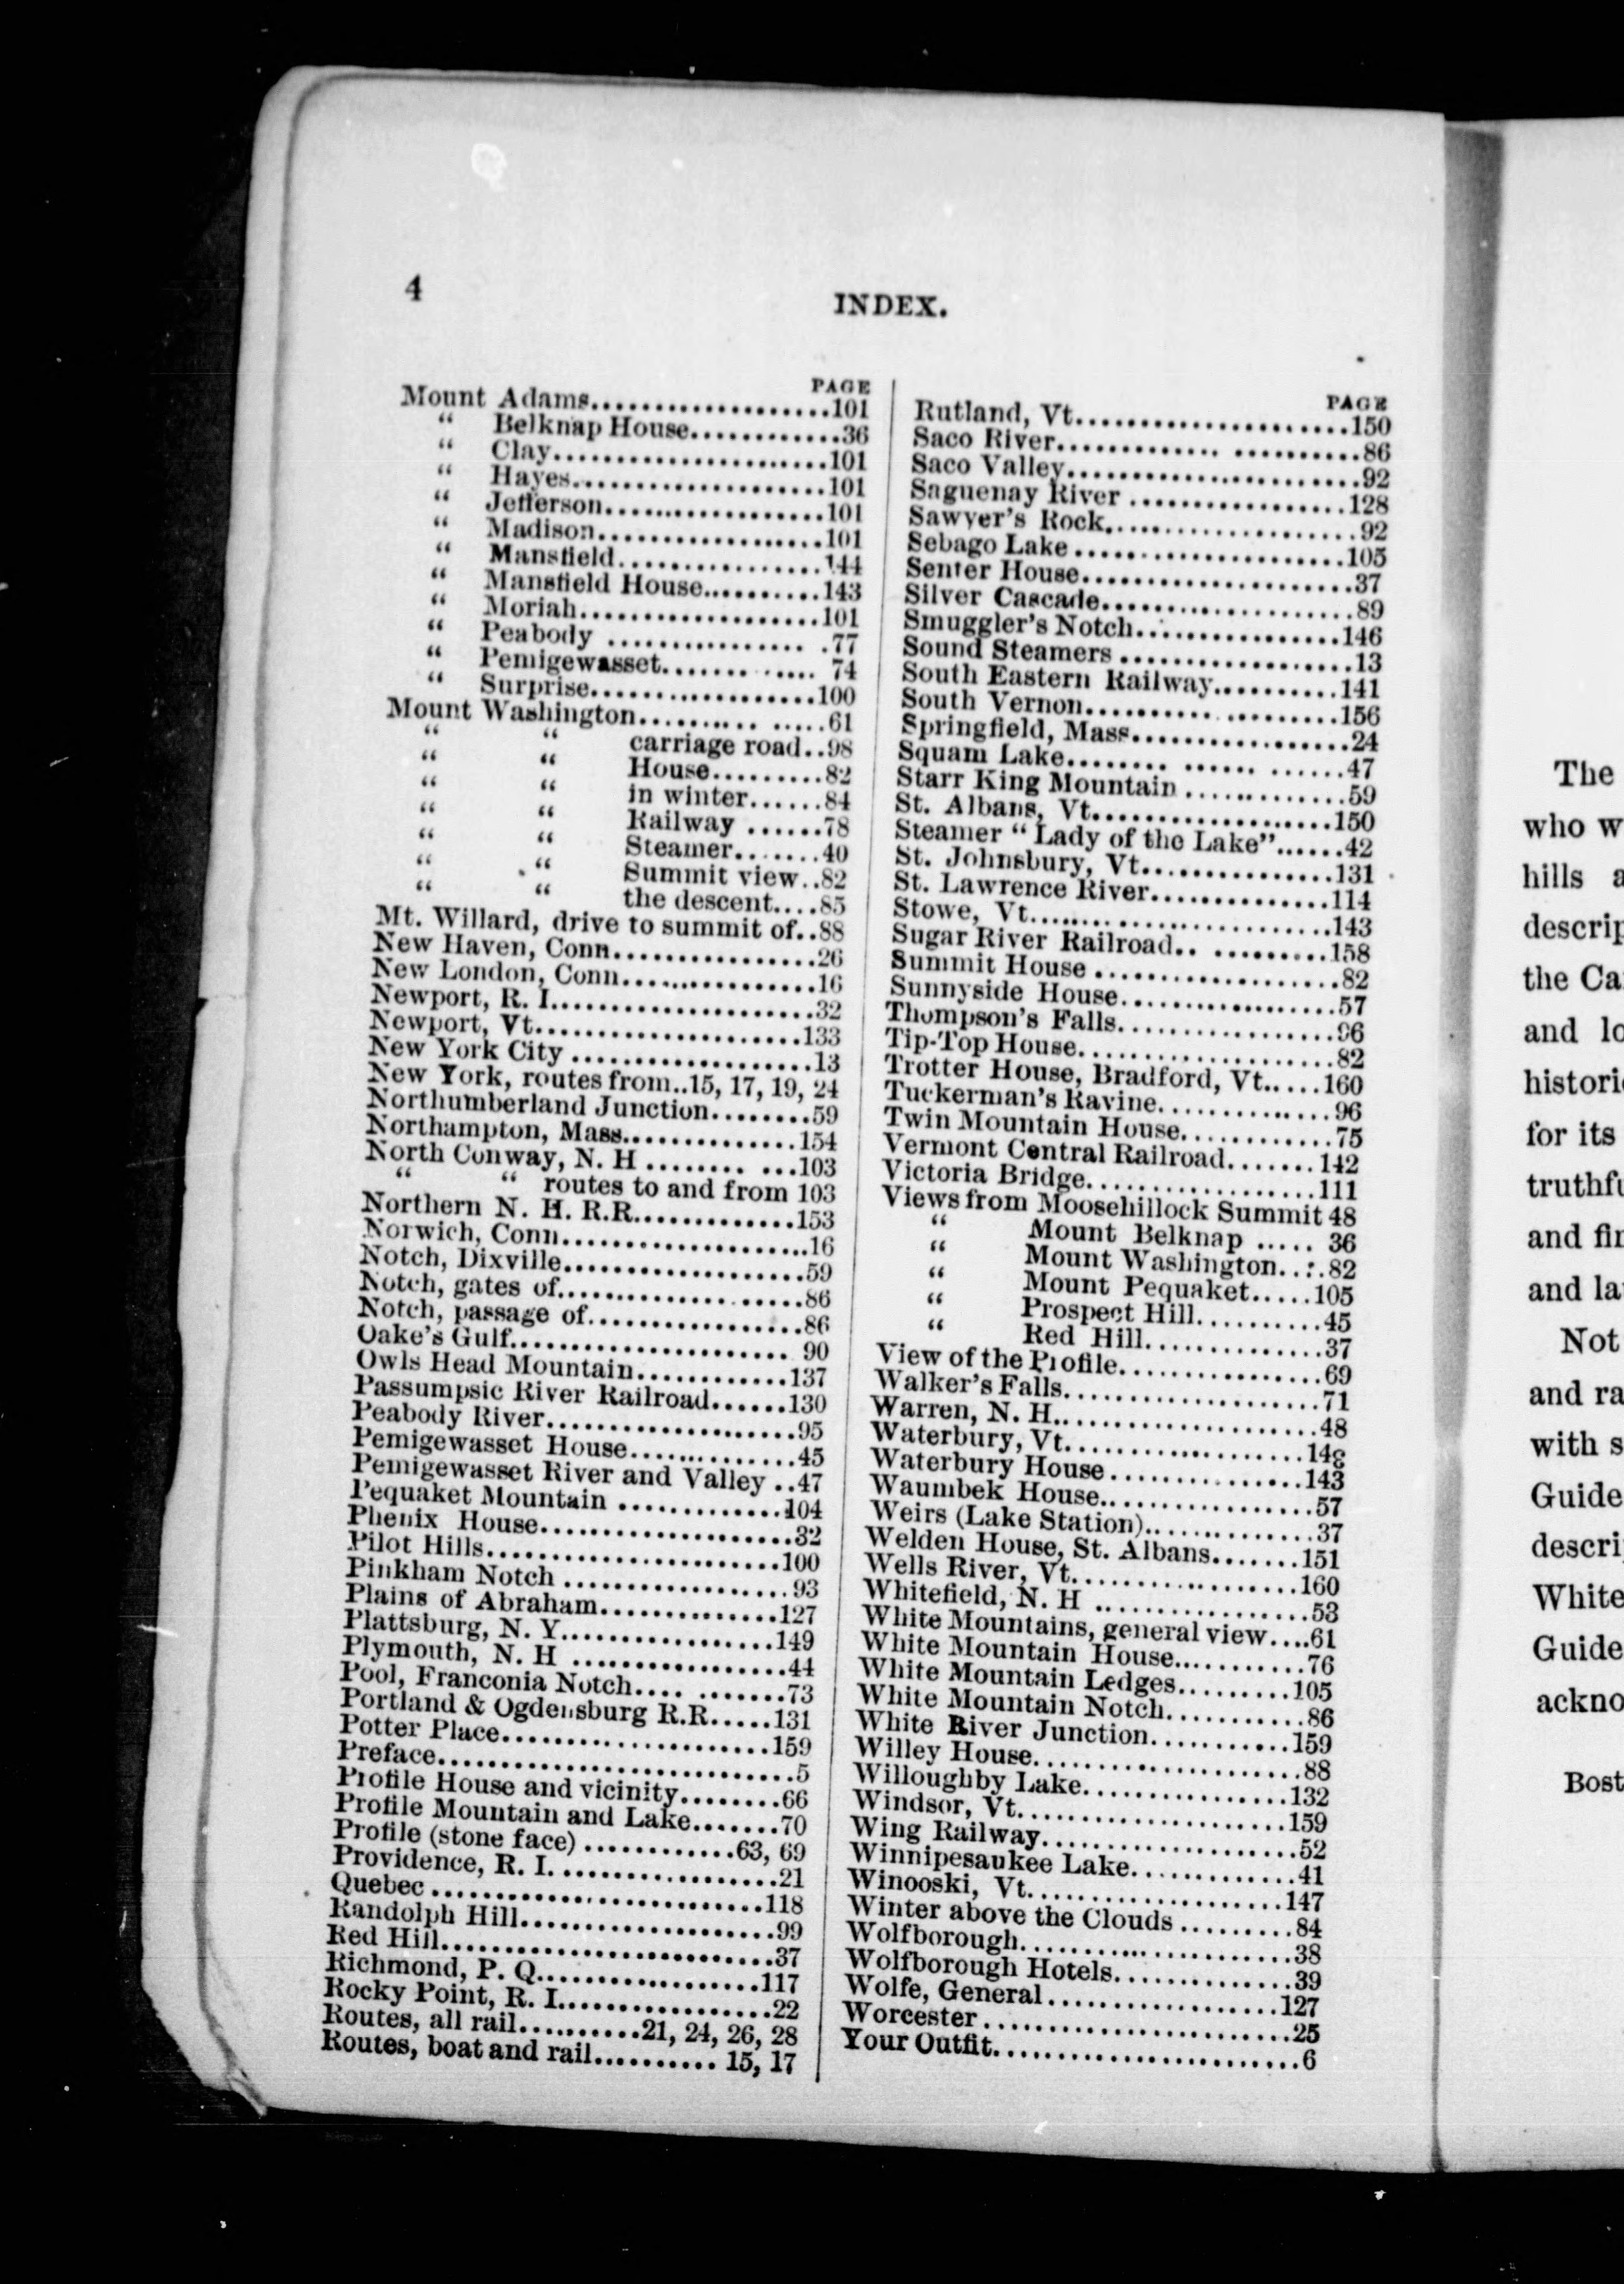 4
INDEX.
PAGE
Mount Adams...................101
“ Belknap House............36
“ Clay......................101
“ Hayes....................101
“ Jefferson..................101
“ Madison..................101
“ Mansfield.................144
“ Mansfield House..........143
“ Moriah...................101
“ Peabody ................77
“ Pemigewasset............ 74
“ Surprise..................100
Mount Washington...............61
“ “ carriage road..98
“ “ House.........82
“ “ in winter......84
“ “ Railway ......78
“ “ Steamer.......40
“ “ Summit view..82
“ “ the descent....85
Mt. Willard, drive to summit of..88
New Haven, Conn................26
New London, Conn................16
Newport, R. I.....................32
Newport, Vt.....................133
New York City ...................13
New York, routes from..15, 17, 19, 24
Northumberland Junction........59
Northampton, Mass..............154
North Conway, N. H ...........103
“ “ routes to and from 103
Northern N. H. R.R.............153
Norwich, Conn....................16
Notch, Dixville...................59
Notch, gates of....................86
Notch, passage of.................86
Oake's Gulf...................... 90
Owls Head Mountain............137
Passumpsic River Railroad......130
Peabody River....................95
Pemigewasset House.............45
Pemigewasset River and Valley ..47
Pequaket Mountain .............104
Phenix House.....................32
Pilot Hills.......................100
Pinkham Notch ..................93
Plains of Abraham..............127
Plattsburg, N. Y.................149
Plymouth, N. H .................44
Pool, Franconia Notch...........73
Portland & Ogdensburg R.R.....131
Potter Place.....................159
Preface............................5
Profile House and vicinity........66
Profile Mountain and Lake.......70
Profile (stone face) ............63, 69
Providence, R. I..................21
Quebec ..........................118
Randolph Hill....................99
Red Hill..........................37
Richmond, P. Q..................117
Rocky Point, R. I.................22
Routes, all rail..........21, 24, 26, 28
Routes, boat and rail.......... 15, 17
PAGE
Rutland, Vt......................150
Saco River.......................86
Saco Valley.......................92
Saguenay River .................128
Sawyer's Rock....................92
Sebago Lake .....................105
Senter House.....................37
Silver Cascade....................89
Smuggler's Notch................146
Sound Steamers ..................13
South Eastern Railway..........141
South Vernon...................156
Springfield, Mass.................24
Squam Lake.....................47
Starr King Mountain .............59
St. Albans, Vt...................150
Steamer “Lady of the Lake”......42
St. Johnsbury, Vt...............131
St. Lawrence River..............114
Stowe, Vt.......................143
Sugar River Railroad...........158
Summit House ...................82
Sunnyside House.................57
Thompson's Falls.................96
Tip-Top House....................82
Trotter House, Bradford, Vt.....160
Tuckerman's Ravine..............96
Twin Mountain House............75
Vermont Central Railroad.......142
Victoria Bridge..................111
Views from Moosehillock Summit 48
“ Mount Belknap ..... 36
“ Mount Washington....82
“ Mount Pequaket.....105
“ Prospect Hill..........45
“ Red Hill..............37
View of the Profile................69
Walker's Falls.....................71
Warren, N. H.....................48
Waterbury, Vt...................148
Waterbury House...............143
Waumbek House.................57
Weirs (Lake Station).............37
Welden House, St. Albans.......151
Wells River, Vt..................160
Whitefield, N. H .................53
White Mountains, general view....61
White Mountain House...........76
White Mountain Ledges.........105
White Mountain Notch...........86
White River Junction............159
Willey House.....................88
Willoughby Lake................132
Windsor, Vt.....................159
Wing Railway....................52
Winnipesaukee Lake.............41
Winooski, Vt....................147
Winter above the Clouds .........84
Wolfborough.....................38
Wolfborough Hotels..............39
Wolfe, General ..................127
Worcester ........................25
Your Outfit........................6
The
who w
hills a
descrip
the Ca
and lo
histori
for its
truthfu
and fin
and la
Not
and ra
with s
Guide
descri
White
Guide
ackno
Bost